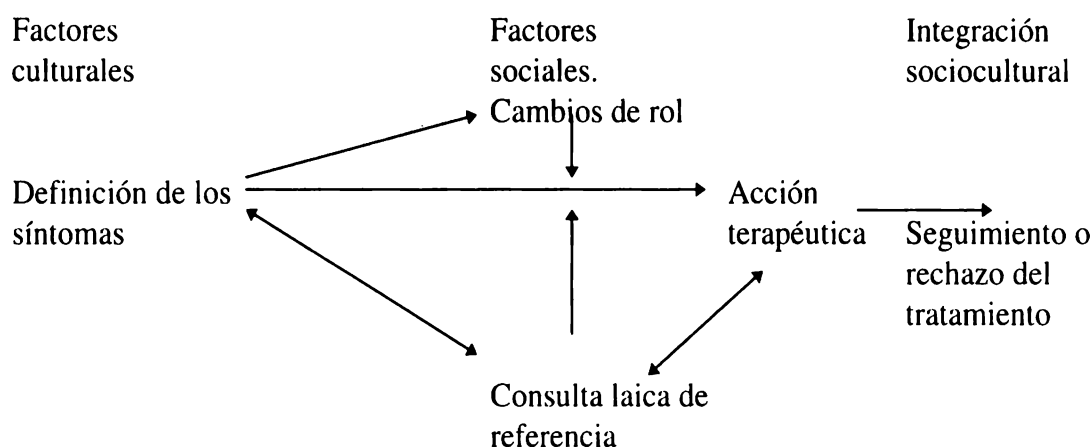 Factores
culturales
Factores
sociales.
Cambios de rol
Integración
sociocultural
Definición de los
síntomas
Acción
terapéutica
Seguimiento o
rechazo del
tratamiento
Consulta laica de
referencia